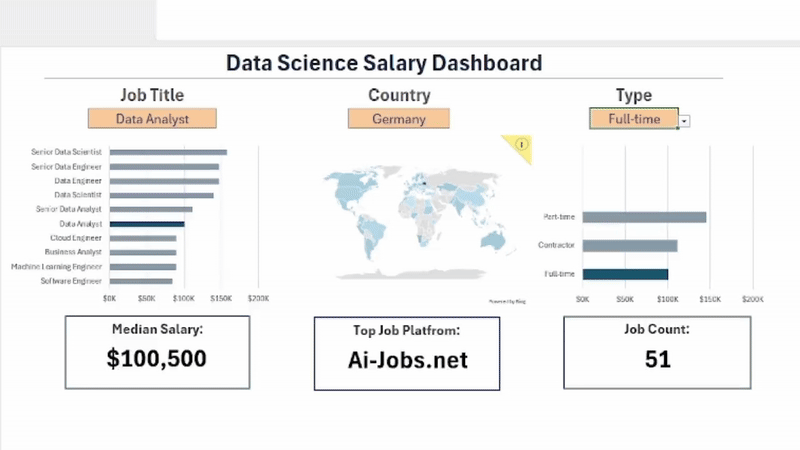 Data Science Salary Dashboard
Job Title
Data Analyst
Country
Germany
Type
Full-time
Senior Data Scientist
Senior Data Engineer
Data Engineer
Data Scientist
Senior Data Analyst
Data Analyst
Cloud Engineer
Business Analyst
Machine Learning Engineer
Software Engineer
$0K $50K $100K $150K $200K
Powered by Bing
Part-time
Contractor
Full-time
$0K $50K $100K $150K $200K
Median Salary:
$100,500
Top Job Platfrom:
Ai-Jobs.net
Job Count:
51